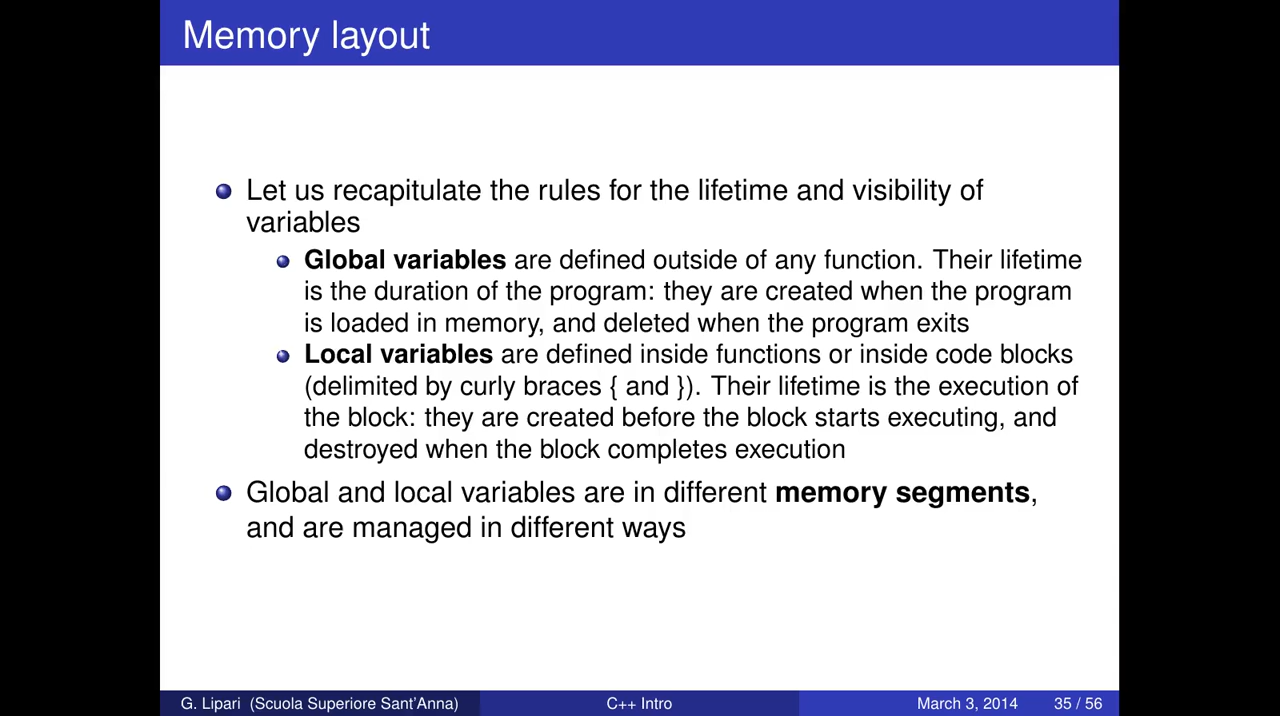 Memory layout
Let us recapitulate the rules for the lifetime and visibility of
variables
Global variables are defined outside of any function. Their lifetime
is the duration of the program: they are created when the program
is loaded in memory, and deleted when the program exits
Local variables are defined inside functions or inside code blocks
(delimited by curly braces { and }). Their lifetime is the execution of
the block: they are created before the block starts executing, and
destroyed when the block completes execution
Global and local variables are in different memory segments,
and are managed in different ways
G. Lipari (Scuola Superiore Sant'Anna) C++ Intro March 3, 2014 35 / 56